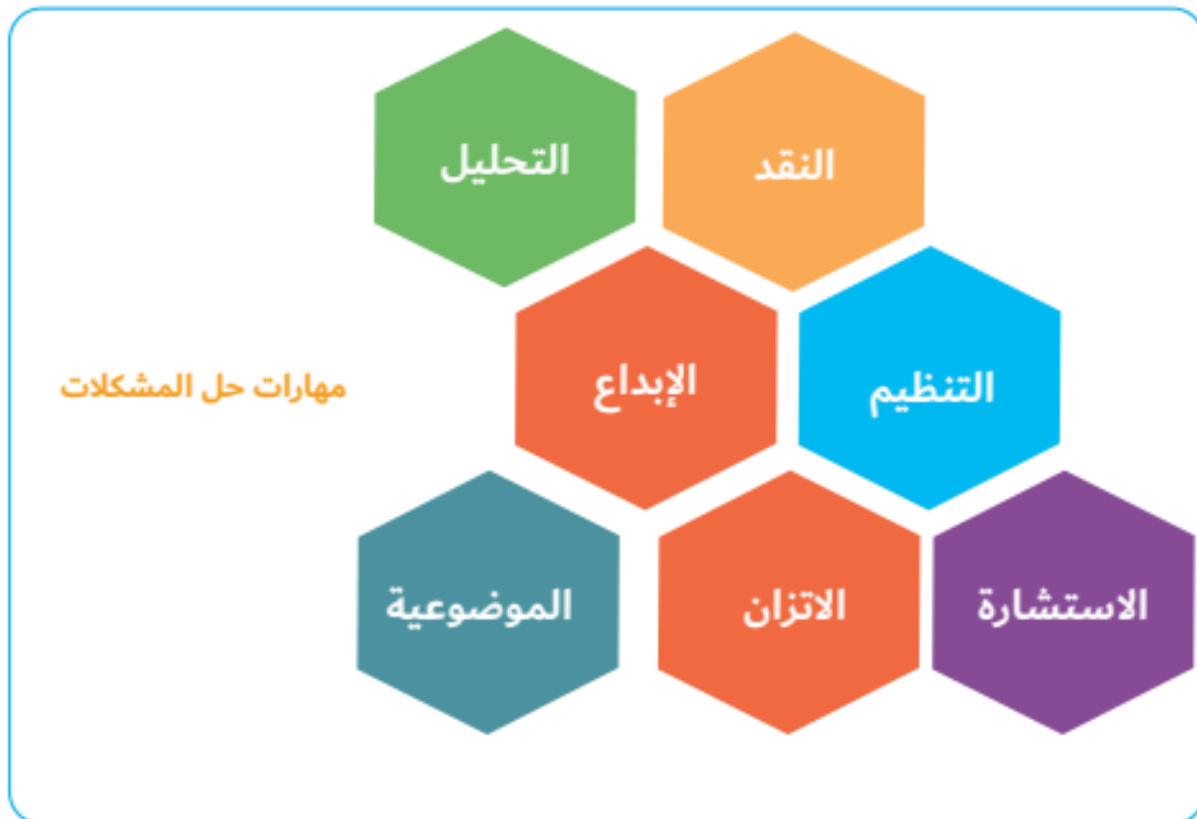 النقد
التحليل
التنظيم
الإبداع
مهارات حل المشكلات
الاستشارة
الاتزان
الموضوعية